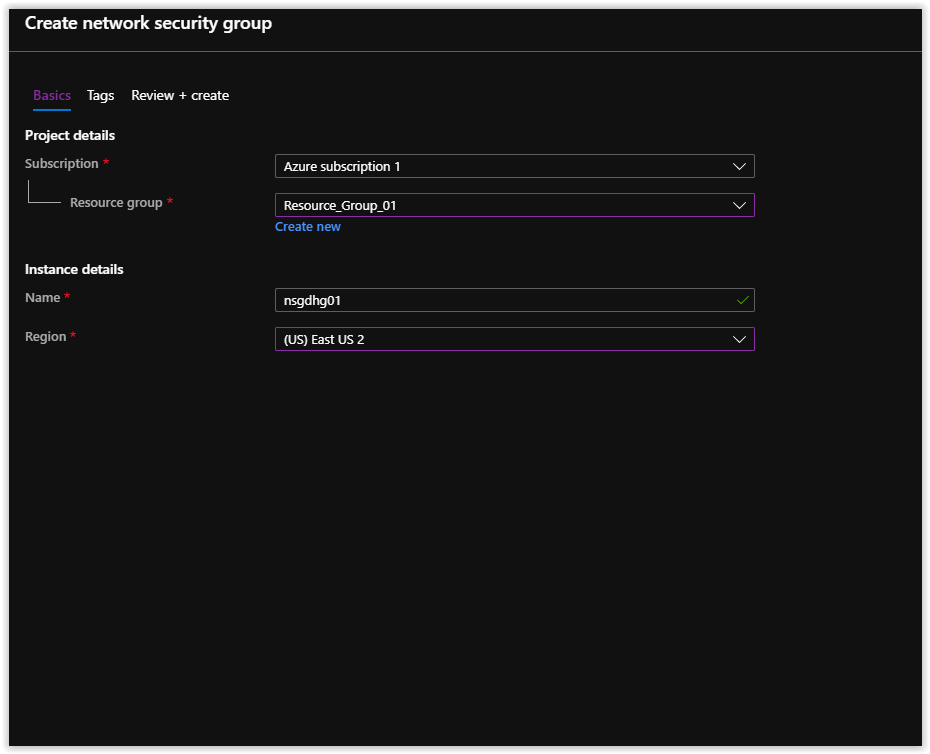 Create network security group
Basics Tags Review + create
Project details
Subscription * Azure subscription 1
Resource group * Resource_Group_01
Create new
Instance details
Name * nsgdhg01
Region * (US) East US 2